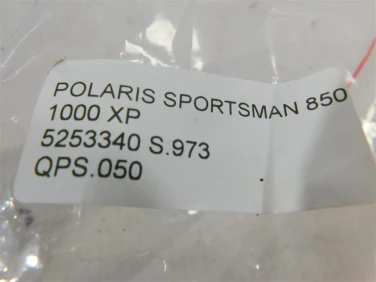 POLARIS SPORTSMAN 850
1000 XP
5253340 S.973
QPS.050